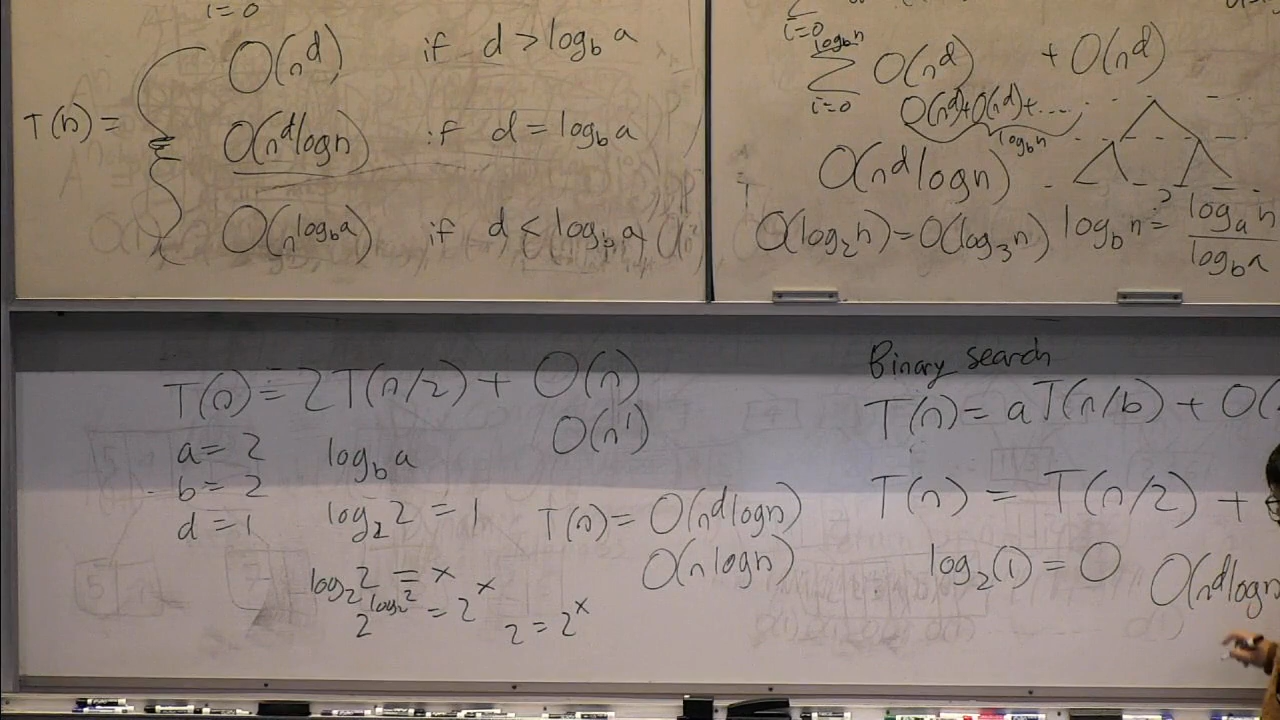 i=0
T(n) =
O(n^d) if d > log_b a
O(n^d log n) if d = log_b a
O(n^{log_b a}) if d < log_b a
i=0
log_b n
∑ O(n^d) + O(n^d)
i=0
O(n^d)+O(n^d)+....
log_b n
O(n^d log n)
O(log_2 n) = O(log_3 n) log_b n =? log_a n / log_b a
T(n) = 2T(n/2) + O(n)
O(n^1)
a = 2 log_b a
b = 2
d = 1 log_2 2 = 1
T(n) = O(n^d log n)
O(n log n)
log_2 2 = x
2^{log_2 2} = 2^x
2 = 2^x
Binary search
T(n) = aT(n/b) + O(
T(n) = T(n/2) +
log_2(1) = 0 O(n^d log n